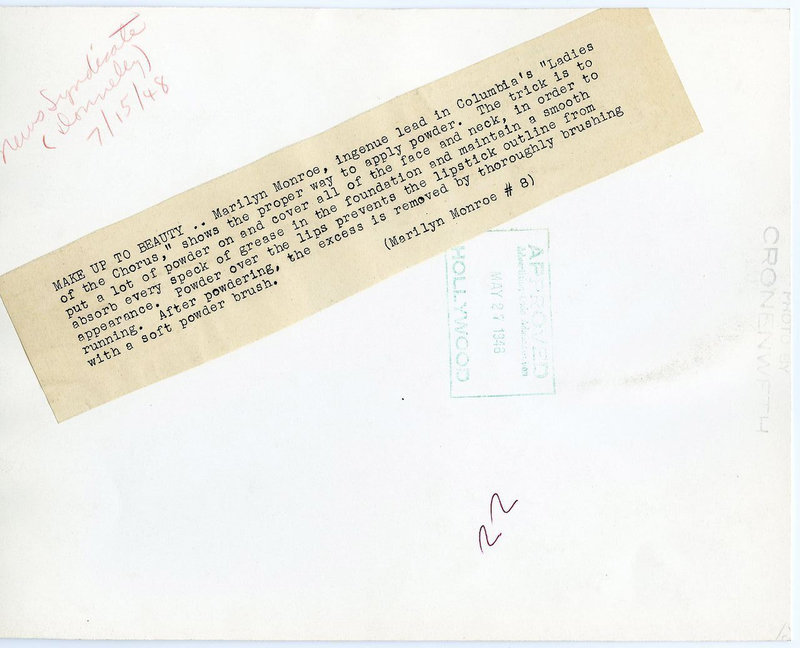 News Syndicate
(Donneley)
7/15/48
MAKE UP TO BEAUTY .. Marilyn Monroe, ingenue lead in Columbia's "Ladies
of the Chorus," shows the proper way to apply powder. The trick is to
put a lot of powder on and cover all of the face and neck, in order to
absorb every speck of grease in the foundation and maintain a smooth
appearance. Powder over the lips prevents the lipstick outline from
running. After powdering, the excess is removed by thoroughly brushing
with a soft powder brush.
(Marilyn Monroe # 8)
APPROVED
MAY 27 1948
HOLLYWOOD
PHOTO BY
CRONENWETH
22